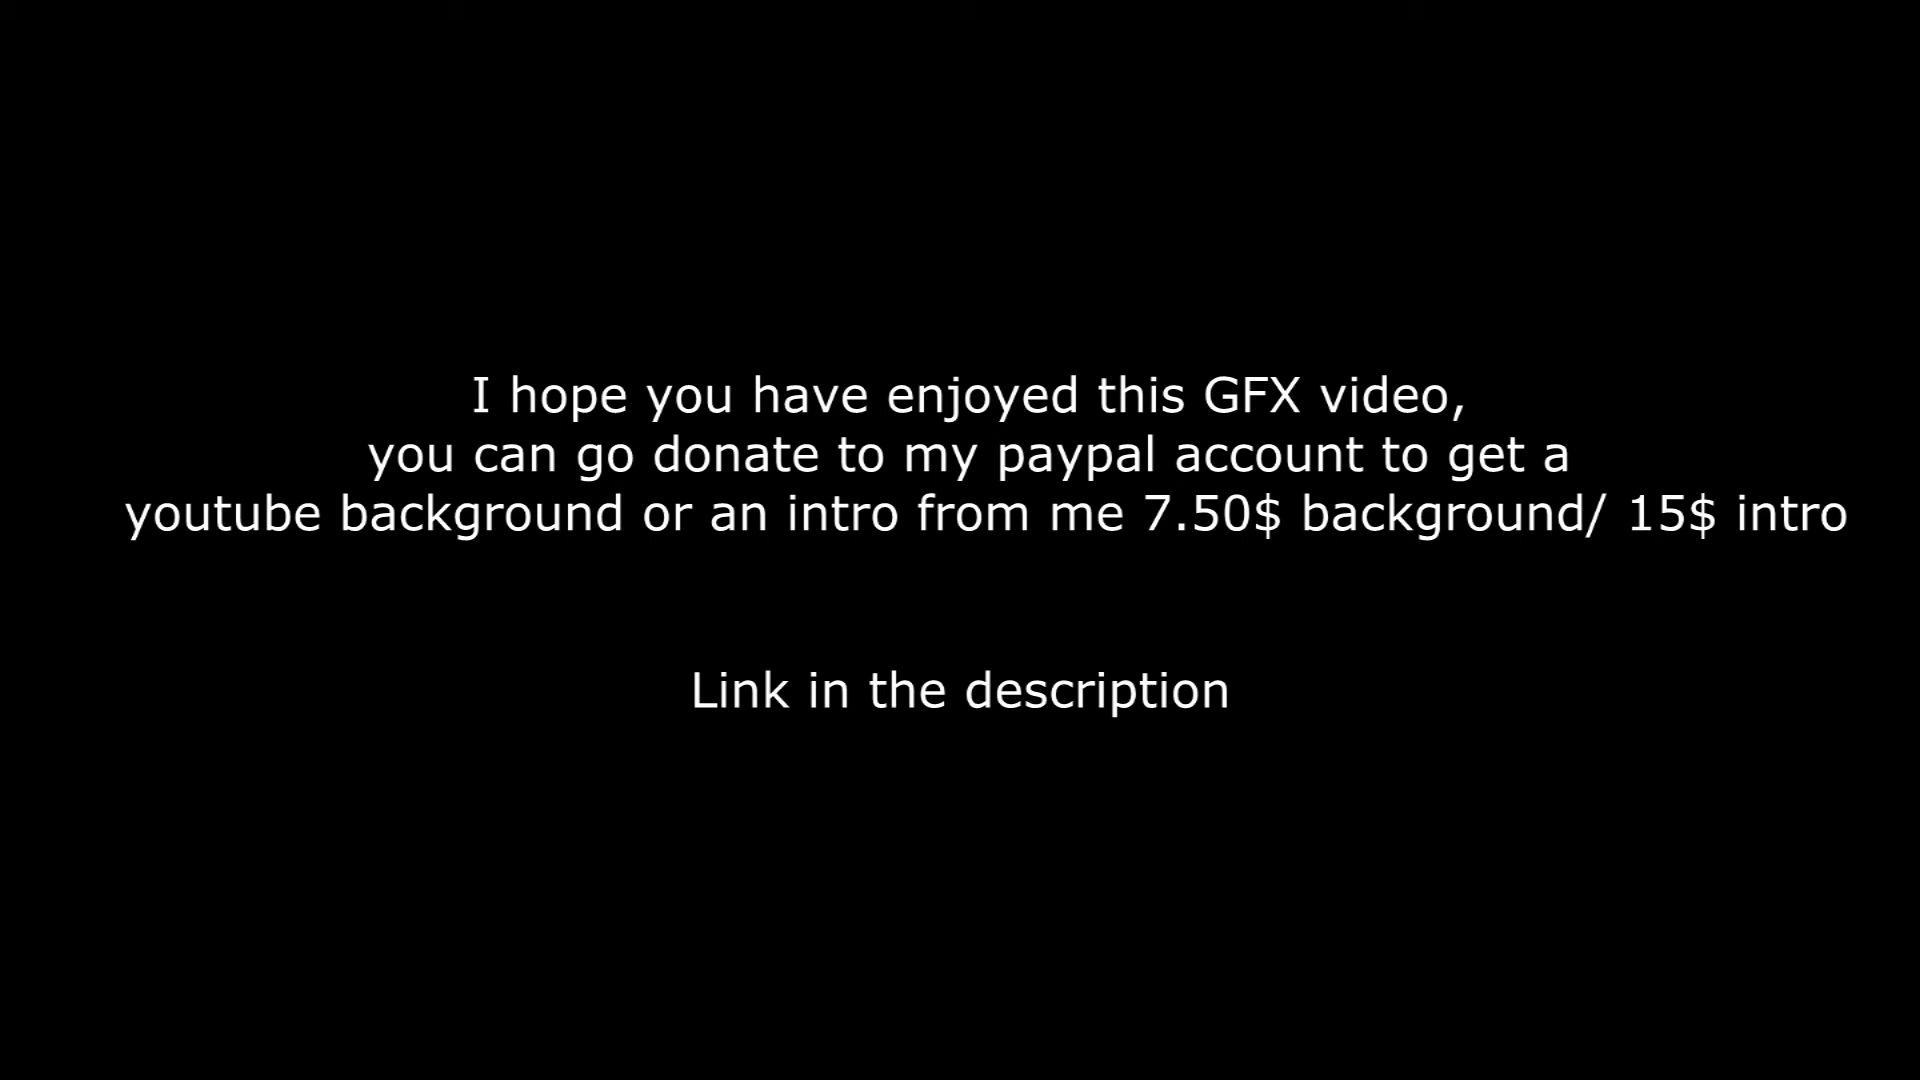 I hope you have enjoyed this GFX video,
you can go donate to my paypal account to get a
youtube background or an intro from me 7.50$ background/ 15$ intro
Link in the description